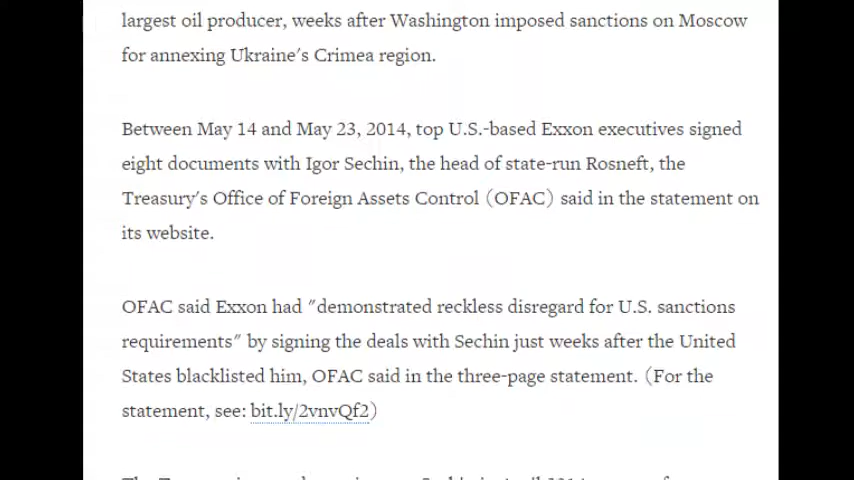 largest oil producer, weeks after Washington imposed sanctions on Moscow
for annexing Ukraine's Crimea region.
Between May 14 and May 23, 2014, top U.S.-based Exxon executives signed
eight documents with Igor Sechin, the head of state-run Rosneft, the
Treasury's Office of Foreign Assets Control (OFAC) said in the statement on
its website.
OFAC said Exxon had "demonstrated reckless disregard for U.S. sanctions
requirements" by signing the deals with Sechin just weeks after the United
States blacklisted him, OFAC said in the three-page statement. (For the
statement, see: bit.ly/2vnvQf2)